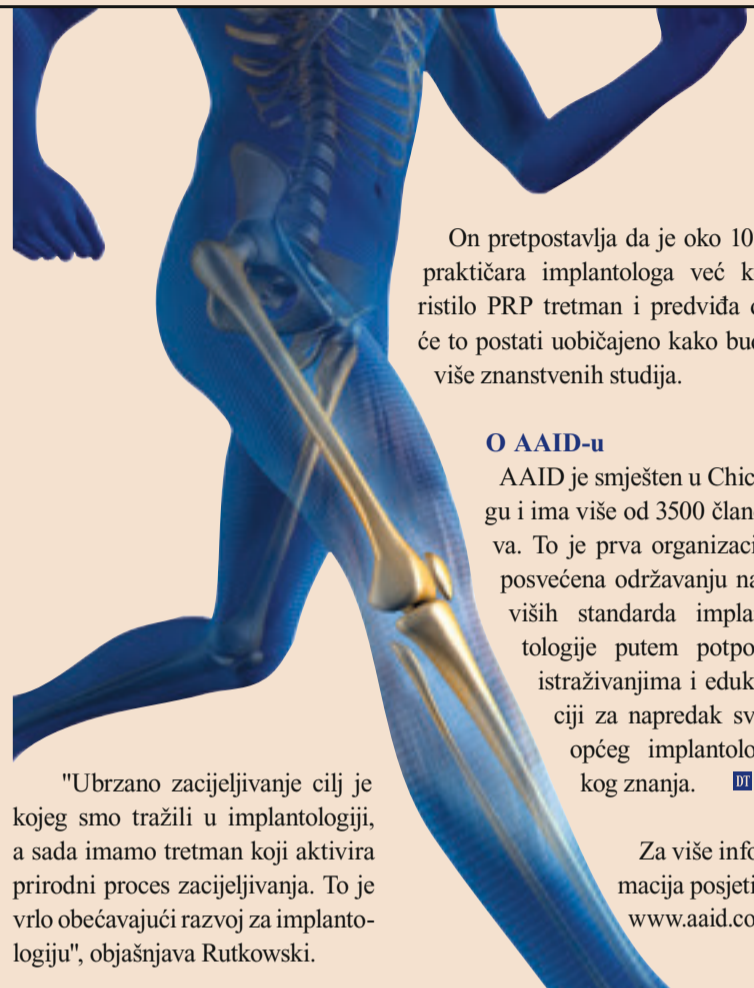 "Ubrzano zacijeljivanje cilj je
kojeg smo tražili u implantologiji,
a sada imamo tretman koji aktivira
prirodni proces zacijeljivanja. To je
vrlo obećavajući razvoj za implanto-
logiju", objašnjava Rutkowski.
On pretpostavlja da je oko 10
praktičara implantologa već k
ristilo PRP tretman i predviđa
će to postati uobičajeno kako bu
više znanstvenih studija.
O AAID-u
AAID je smješten u Chic
gu i ima više od 3500 član
va. To je prva organizaci
posvećena održavanju na
viših standarda impla
tologije putem potpo
istraživanjima i eduk
ciji za napredak sv
općeg implantolo
kog znanja. DT
Za više info
macija posjeti
www.aaid.co